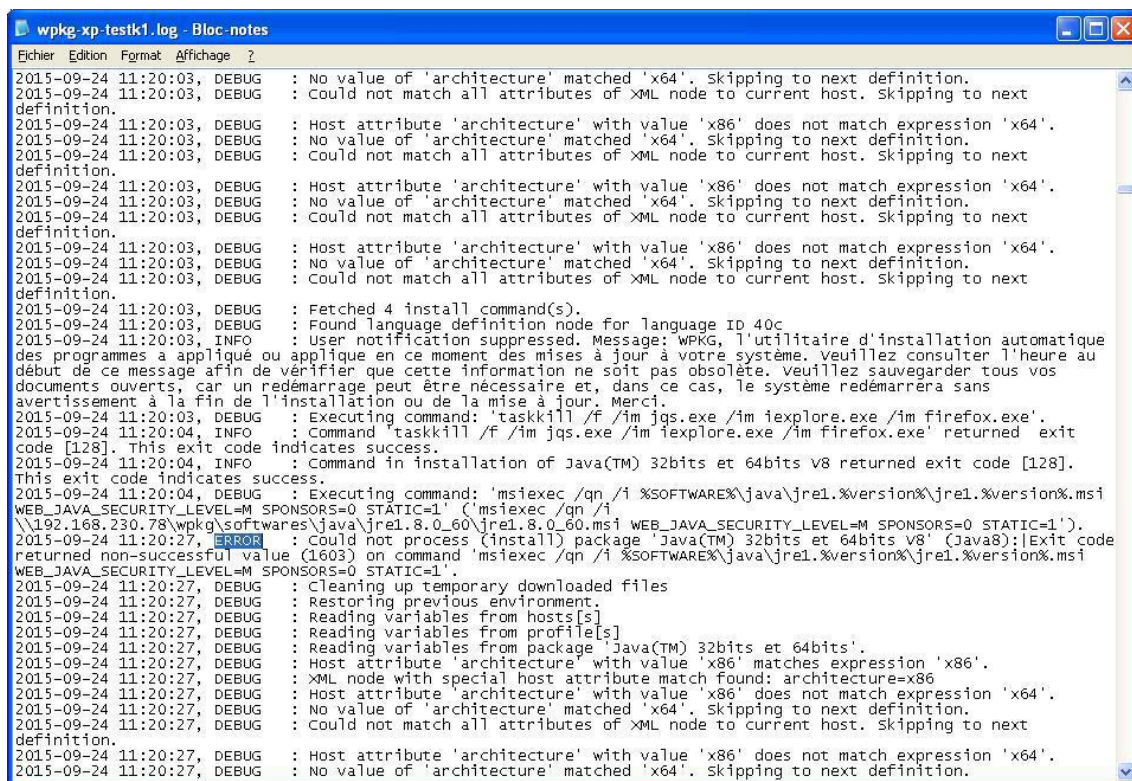 wpkg-xp-testk1.log - Bloc-notes
Fichier Edition Format Affichage ?
2015-09-24 11:20:03, DEBUG : No value of 'architecture' matched 'x64'. Skipping to next definition.
2015-09-24 11:20:03, DEBUG : Could not match all attributes of XML node to current host. Skipping to next
definition.
2015-09-24 11:20:03, DEBUG : Host attribute 'architecture' with value 'x86' does not match expression 'x64'.
2015-09-24 11:20:03, DEBUG : No value of 'architecture' matched 'x64'. Skipping to next definition.
2015-09-24 11:20:03, DEBUG : Could not match all attributes of XML node to current host. Skipping to next
definition.
2015-09-24 11:20:03, DEBUG : Host attribute 'architecture' with value 'x86' does not match expression 'x64'.
2015-09-24 11:20:03, DEBUG : No value of 'architecture' matched 'x64'. Skipping to next definition.
2015-09-24 11:20:03, DEBUG : Could not match all attributes of XML node to current host. Skipping to next
definition.
2015-09-24 11:20:03, DEBUG : Host attribute 'architecture' with value 'x86' does not match expression 'x64'.
2015-09-24 11:20:03, DEBUG : No value of 'architecture' matched 'x64'. Skipping to next definition.
2015-09-24 11:20:03, DEBUG : Could not match all attributes of XML node to current host. Skipping to next
definition.
2015-09-24 11:20:03, DEBUG : Fetched 4 install command(s).
2015-09-24 11:20:03, DEBUG : Found language definition node for language ID 40c
2015-09-24 11:20:03, INFO : User notification suppressed. Message: WPKG, l'utilitaire d'installation automatique
des programmes a appliqué ou applique en ce moment des mises à jour à votre système. Veuillez consulter l'heure au
début de ce message afin de vérifier que cette information ne soit pas obsolète. Veuillez sauvegarder tous vos
documents ouverts, car un redémarrage peut être nécessaire et, dans ce cas, le système redémarrera sans
avertissement à la fin de l'installation ou de la mise à jour. Merci.
2015-09-24 11:20:03, DEBUG : Executing command: 'taskkill /f /im jqs.exe /im iexplore.exe /im firefox.exe'.
2015-09-24 11:20:04, INFO : Command 'taskkill /f /im jqs.exe /im iexplore.exe /im firefox.exe' returned exit
code [128]. This exit code indicates success.
2015-09-24 11:20:04, INFO : Command in installation of Java(TM) 32bits et 64bits V8 returned exit code [128].
This exit code indicates success.
2015-09-24 11:20:04, DEBUG : Executing command: 'msiexec /qn /i %SOFTWARE%\java\jre1.%version%\jre1.%version%.msi
WEB_JAVA_SECURITY_LEVEL=M SPONSORS=0 STATIC=1' ('msiexec /qn /i
\\192.168.230.78\wpkg\softwares\java\jre1.8.0_60\jre1.8.0_60.msi WEB_JAVA_SECURITY_LEVEL=M SPONSORS=0 STATIC=1').
2015-09-24 11:20:27, ERROR : Could not process (install) package 'Java(TM) 32bits et 64bits V8' (Java8):|Exit code
returned non-successful value (1603) on command 'msiexec /qn /i %SOFTWARE%\java\jre1.%version%\jre1.%version%.msi
WEB_JAVA_SECURITY_LEVEL=M SPONSORS=0 STATIC=1'.
2015-09-24 11:20:27, DEBUG : Cleaning up temporary downloaded files
2015-09-24 11:20:27, DEBUG : Restoring previous environment.
2015-09-24 11:20:27, DEBUG : Reading variables from hosts[s]
2015-09-24 11:20:27, DEBUG : Reading variables from profile[s]
2015-09-24 11:20:27, DEBUG : Reading variables from package 'Java(TM) 32bits et 64bits'.
2015-09-24 11:20:27, DEBUG : Host attribute 'architecture' with value 'x86' matches expression 'x86'.
2015-09-24 11:20:27, DEBUG : XML node with special host attribute match found: architecture=x86
2015-09-24 11:20:27, DEBUG : Host attribute 'architecture' with value 'x86' does not match expression 'x64'.
2015-09-24 11:20:27, DEBUG : No value of 'architecture' matched 'x64'. Skipping to next definition.
2015-09-24 11:20:27, DEBUG : Could not match all attributes of XML node to current host. Skipping to next
definition.
2015-09-24 11:20:27, DEBUG : Host attribute 'architecture' with value 'x86' does not match expression 'x64'.
2015-09-24 11:20:27, DEBUG : No value of 'architecture' matched 'x64'. Skipping to next definition.